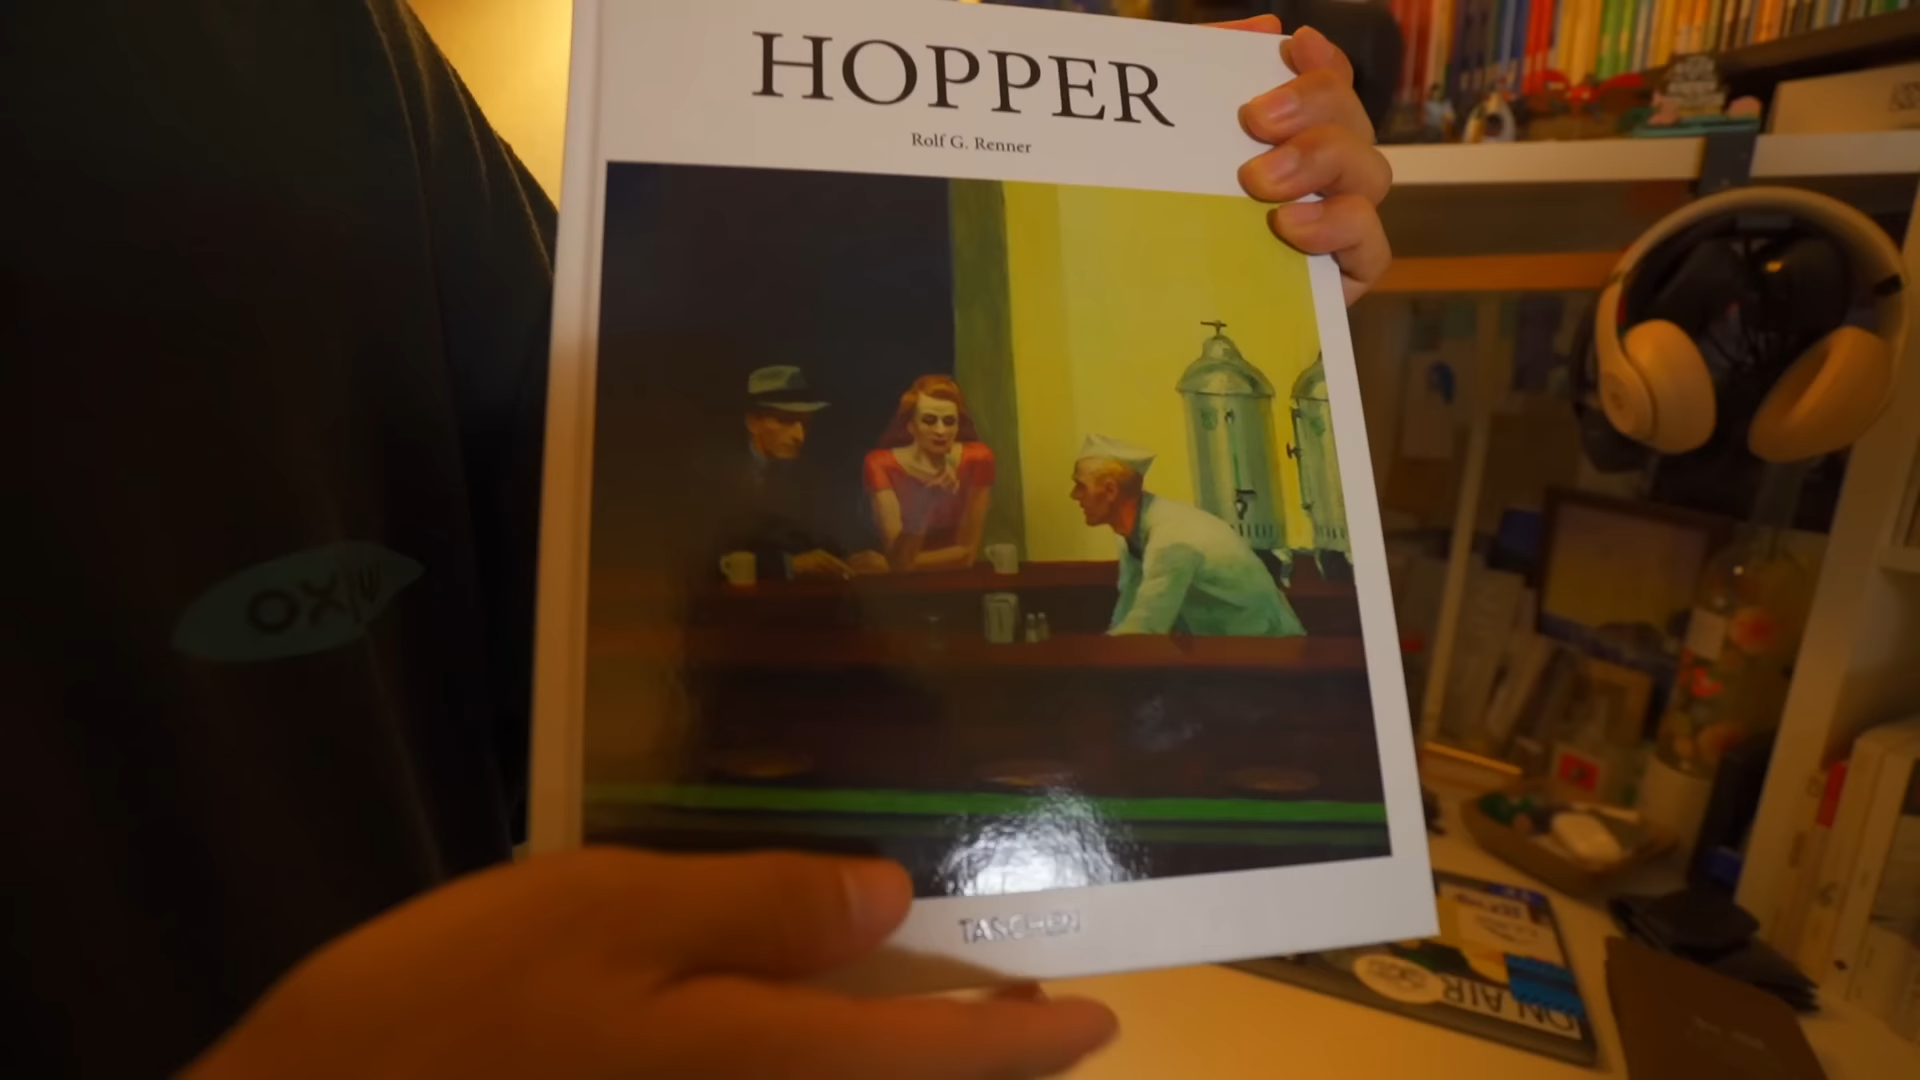 HOPPER
Rolf G. Renner
TASCHEN
ON AIR